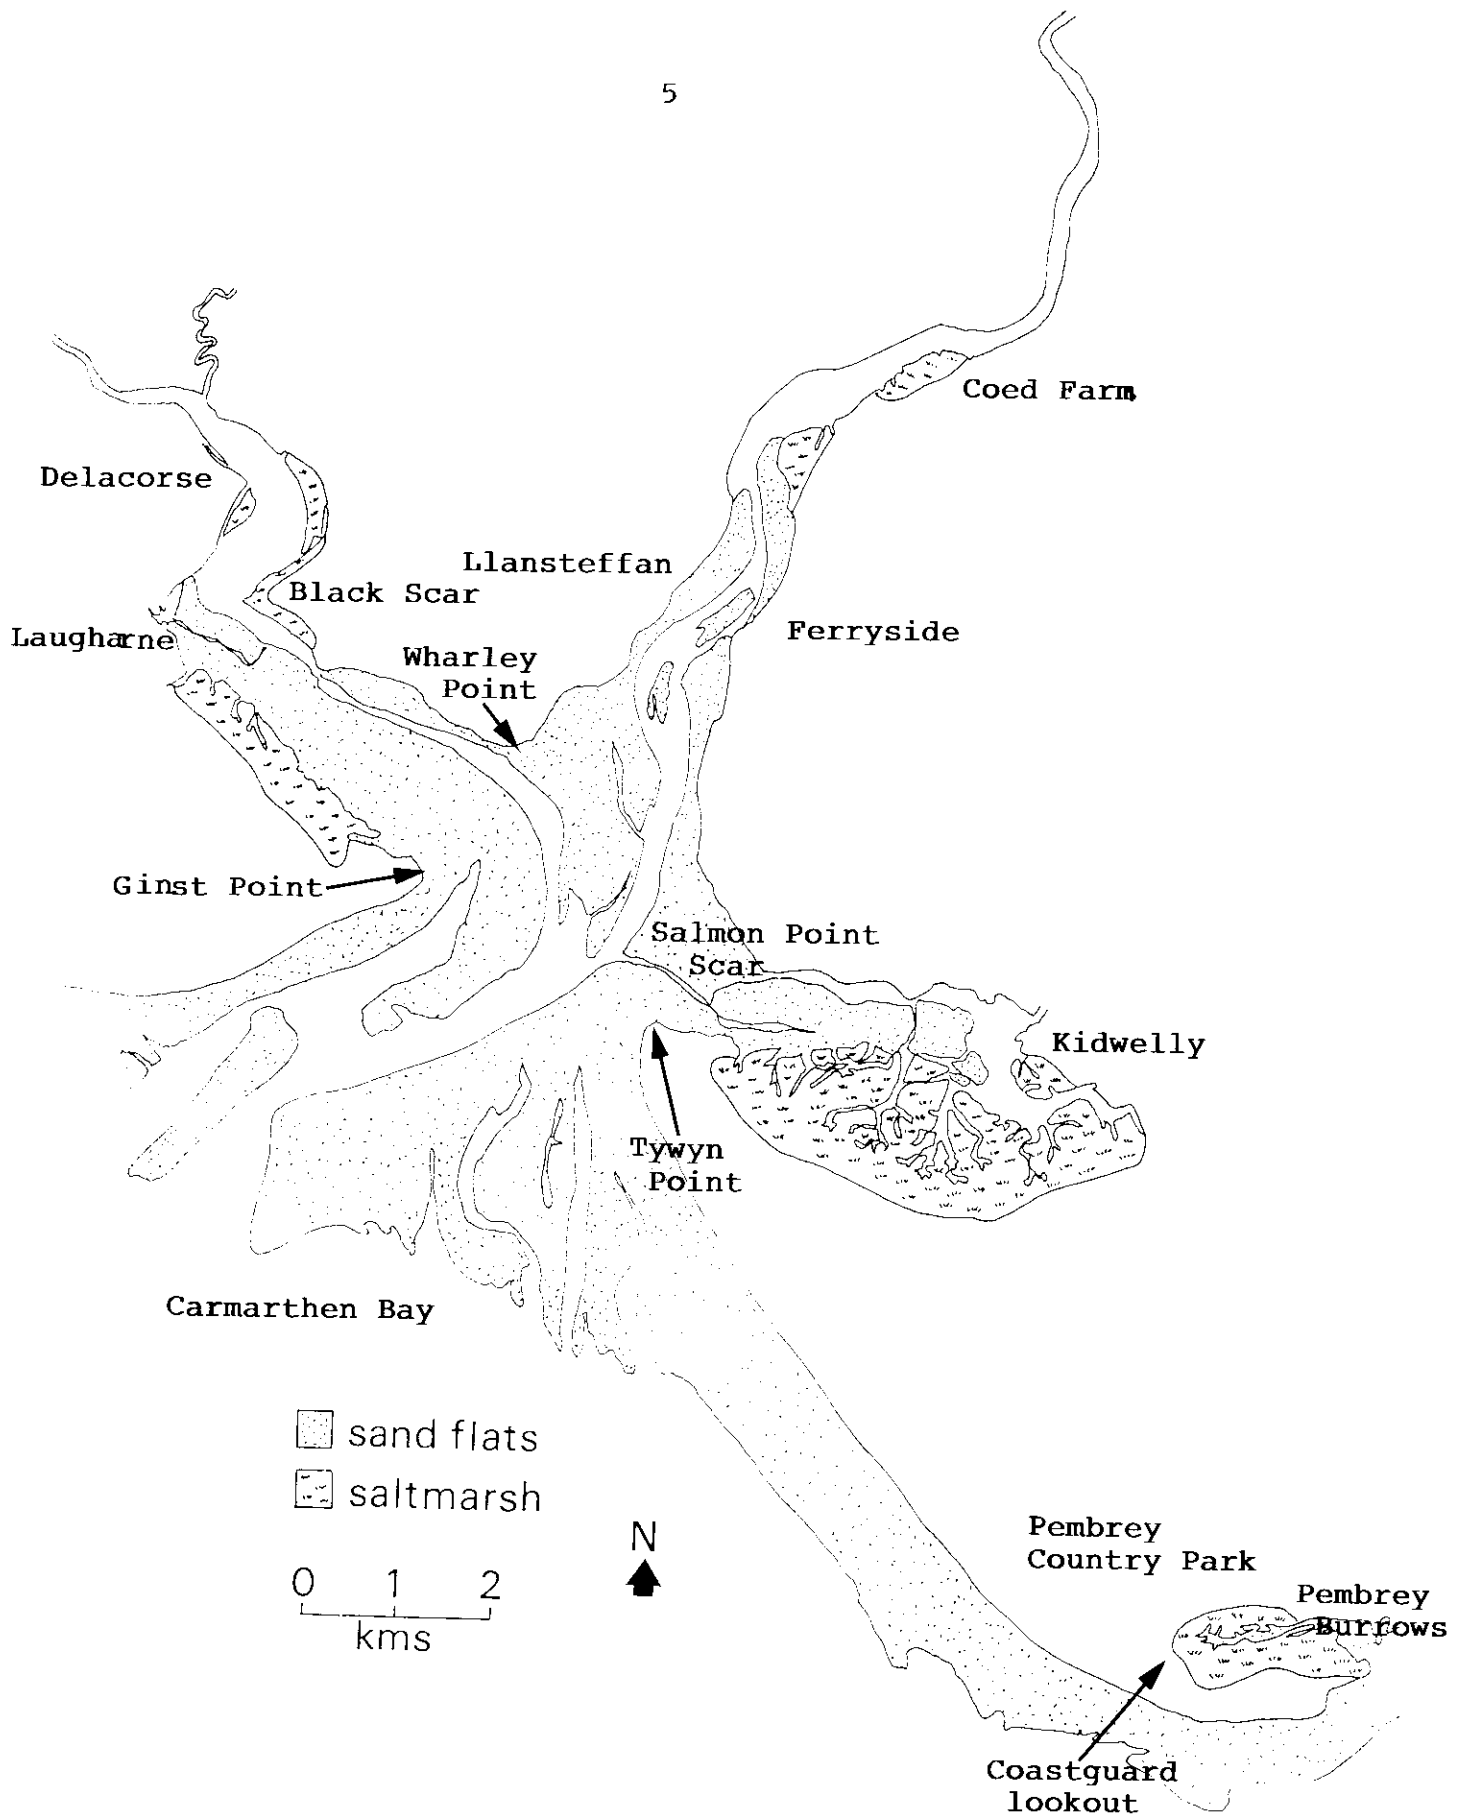 5
Coed Farm
Delacorse
Llansteffan
Black Scar
Laugharne
Ferryside
Wharley
Point
Ginst Point
Salmon Point
Scar
Kidwelly
Tywyn
Point
Carmarthen Bay
sand flats
saltmarsh
N
0 1 2
kms
Pembrey
Country Park
Pembrey
Burrows
Coastguard
lookout